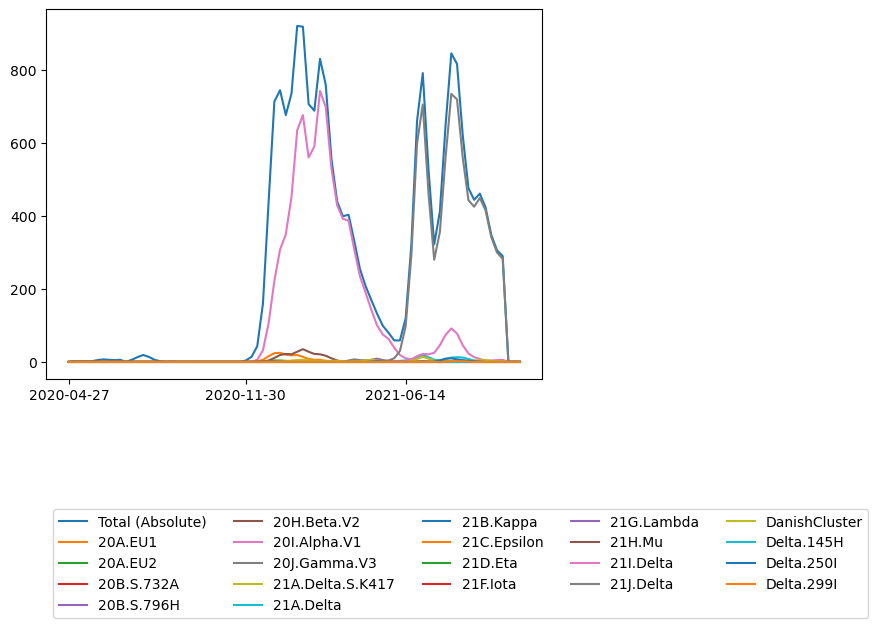 800
600
400
200
0
2020-04-27 2020-11-30 2021-06-14
Total (Absolute) 20H.Beta.V2 21B.Kappa 21G.Lambda DanishCluster
20A.EU1 20I.Alpha.V1 21C.Epsilon 21H.Mu Delta.145H
20A.EU2 20J.Gamma.V3 21D.Eta 21I.Delta Delta.250I
20B.S.732A 21A.Delta.S.K417 21F.Iota 21J.Delta Delta.299I
20B.S.796H 21A.Delta